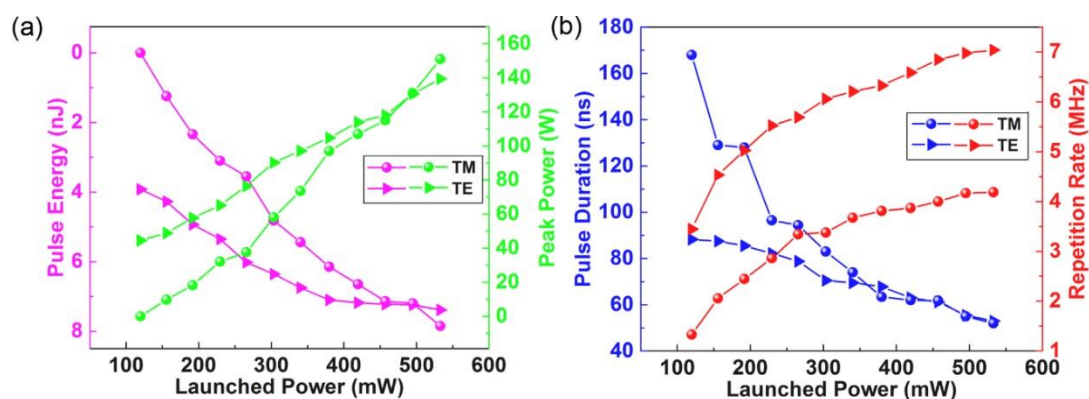 (a)
0
2
4
6
8
Pulse Energy (nJ)
160
140
120
100
80
60
40
20
0
Peak Power (W)
TM
TE
100 200 300 400 500 600
Launched Power (mW)
(b)
180
160
140
120
100
80
60
40
Pulse Duration (ns)
7
6
5
4
3
2
1
Repetition Rate (MHz)
TM
TE
100 200 300 400 500 600
Launched Power (mW)